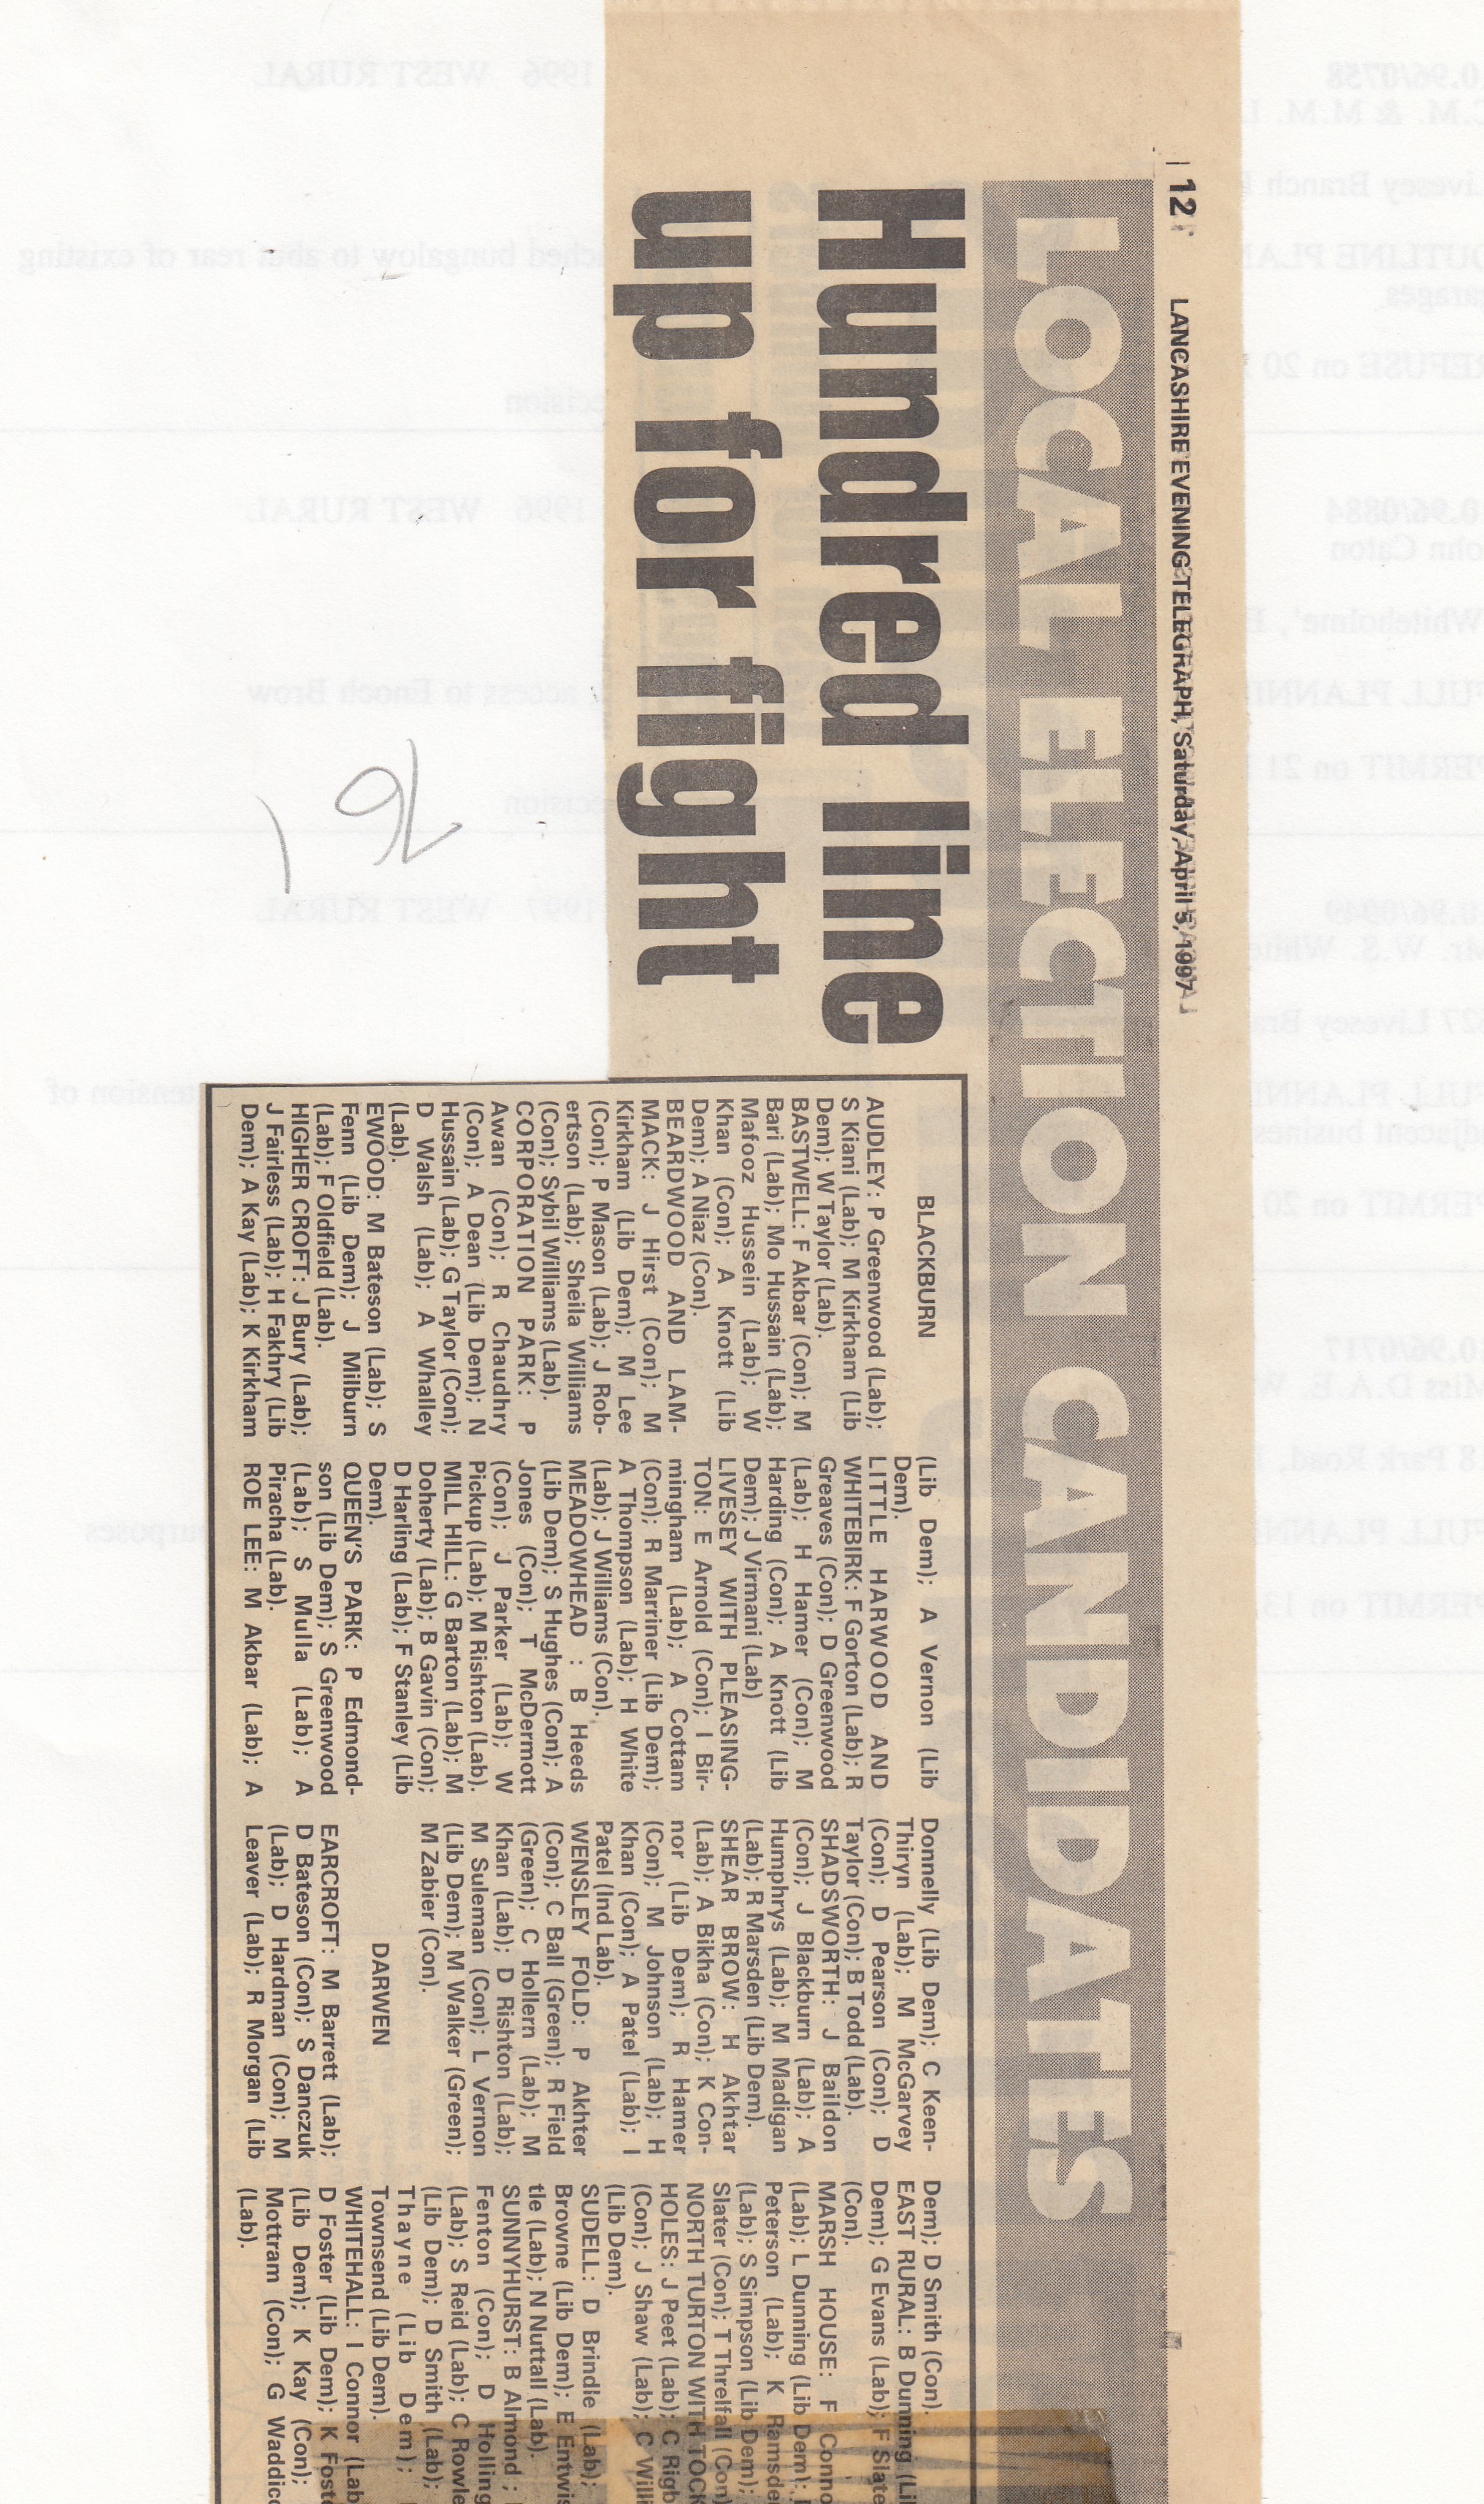 12
LANCASHIRE EVENING TELEGRAPH, Saturday, April 5, 1997
LOCAL ELECTION CANDIDATES
Hundred line
up for fight
BLACKBURN
AUDLEY: P Greenwood (Lab);
S Kiani (Lab); M Kirkham (Lib
Dem); W Taylor (Lab).
BASTWELL: F Akbar (Con); M
Bari (Lab); Mo Hussain (Lab);
Mafooz Hussein (Lab); W
Khan (Con); A Knott (Lib
Dem); A Niaz (Con).
BEARDWOOD AND LAM-
MACK: J Hirst (Con); M
Kirkham (Lib Dem); M Lee
(Con); P Mason (Lab); J Rob-
ertson (Lab); Sheila Williams
(Con); Sybil Williams (Lab).
CORPORATION PARK: P
Awan (Con); R Chaudhry
(Con); A Dean (Lib Dem); N
Hussain (Lab); G Taylor (Con);
D Walsh (Lab); A Whalley
(Lab).
EWOOD: M Bateson (Lab); S
Fenn (Lib Dem); J Milburn
(Lab); F Oldfield (Lab).
HIGHER CROFT: J Bury (Lab);
J Fairless (Lab); H Fakhry (Lib
Dem); A Kay (Lab); K Kirkham
(Lib Dem); A Vernon (Lib
Dem).
LITTLE HARWOOD AND
WHITEBIRK: F Gorton (Lab); R
Greaves (Con); D Greenwood
(Lab); H Hamer (Con); M
Harding (Con); A Knott (Lib
Dem); J Virmani (Lab)
LIVESEY WITH PLEASING-
TON: E Arnold (Con); I Bir-
mingham (Lab); A Cottam
(Con); R Marriner (Lib Dem);
A Thompson (Lab); H White
(Lab); J Williams (Con).
MEADOWHEAD : B Heeds
(Lib Dem); S Hughes (Con); A
Jones (Con); T McDermott
(Con); J Parker (Lab); W
Pickup (Lab); M Rishton (Lab).
MILL HILL: G Barton (Lab); M
Doherty (Lab); B Gavin (Con);
D Harling (Lab); F Stanley (Lib
Dem).
QUEEN'S PARK: P Edmond-
son (Lib Dem); S Greenwood
(Lab); S Mulla (Lab); A
Piracha (Lab).
ROE LEE: M Akbar (Lab); A
Donnelly (Lib Dem); C Keen-
Thiryn (Lab); M McGarvey
(Con); D Pearson (Con); D
Taylor (Con); B Todd (Lab).
SHADSWORTH: J Baildon
(Con); J Blackburn (Lab); A
Humphrys (Lab); M Madigan
(Lab); R Marsden (Lib Dem).
SHEAR BROW: H Akhtar
(Lab); A Bikha (Con); K Con-
nor (Lib Dem); R Hamer
(Con); M Johnson (Lab); H
Khan (Con); A Patel (Lab); I
Patel (Ind Lab).
WENSLEY FOLD: P Akhter
(Con); C Ball (Green); R Field
(Green); C Hollern (Lab); M
Khan (Lab); D Rishton (Lab);
M Suleman (Con); L Vernon
(Lib Dem); M Walker (Green);
M Zabier (Con).
DARWEN
EARCROFT: M Barrett (Lab);
D Bateson (Con); S Danczuk
(Lab); D Hardman (Con); M
Leaver (Lab); R Morgan (Lib
Dem); D Smith (Con).
EAST RURAL: B Dunning (Li
Dem); G Evans (Lab); F Slate
(Con).
MARSH HOUSE: F Conno
(Lab); L Dunning (Lib Dem);
Peterson (Lab); K Ramsde
(Lab); S Simpson (Lib Dem);
Slater (Con); T Threlfall (Con)
NORTH TURTON WITH TOCK
HOLES: J Peet (Lab); C Rigb
(Con); J Shaw (Lab); C Willi
(Lib Dem).
SUDELL: D Brindle (Lab);
Browne (Lib Dem); E Entwis
tle (Lab); N Nuttall (Lab).
SUNNYHURST: B Almond ;
Fenton (Con); D Holling
(Lab); S Reid (Lab); C Rowle
(Lib Dem); D Smith (Lab);
Thayne (Lib Dem);
Townsend (Lib Dem).
WHITEHALL: I Connor (Lab
D Foster (Lib Dem); K Foste
(Lib Dem); K Kay (Con);
Mottram (Con); G Waddic
(Lab).